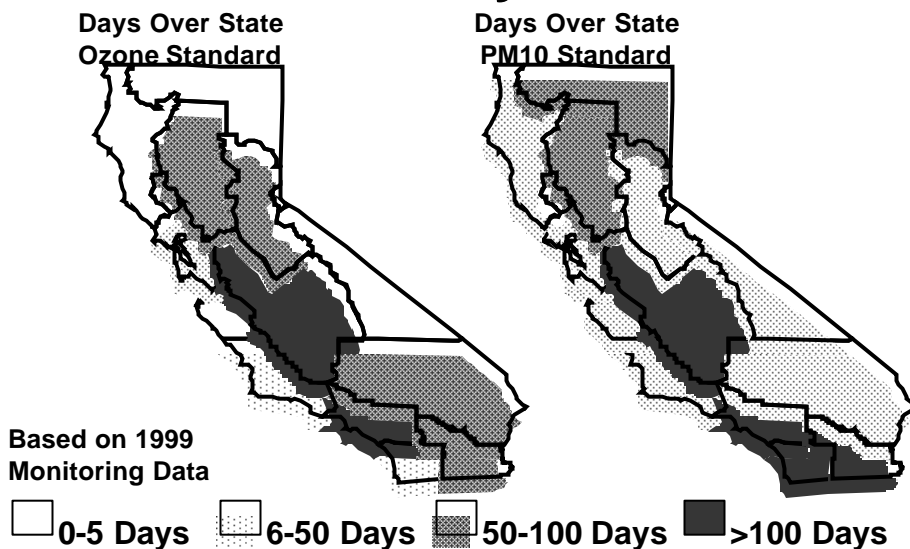 Days Over State
Ozone Standard
Days Over State
PM10 Standard
Based on 1999
Monitoring Data
0-5 Days
6-50 Days
50-100 Days
>100 Days